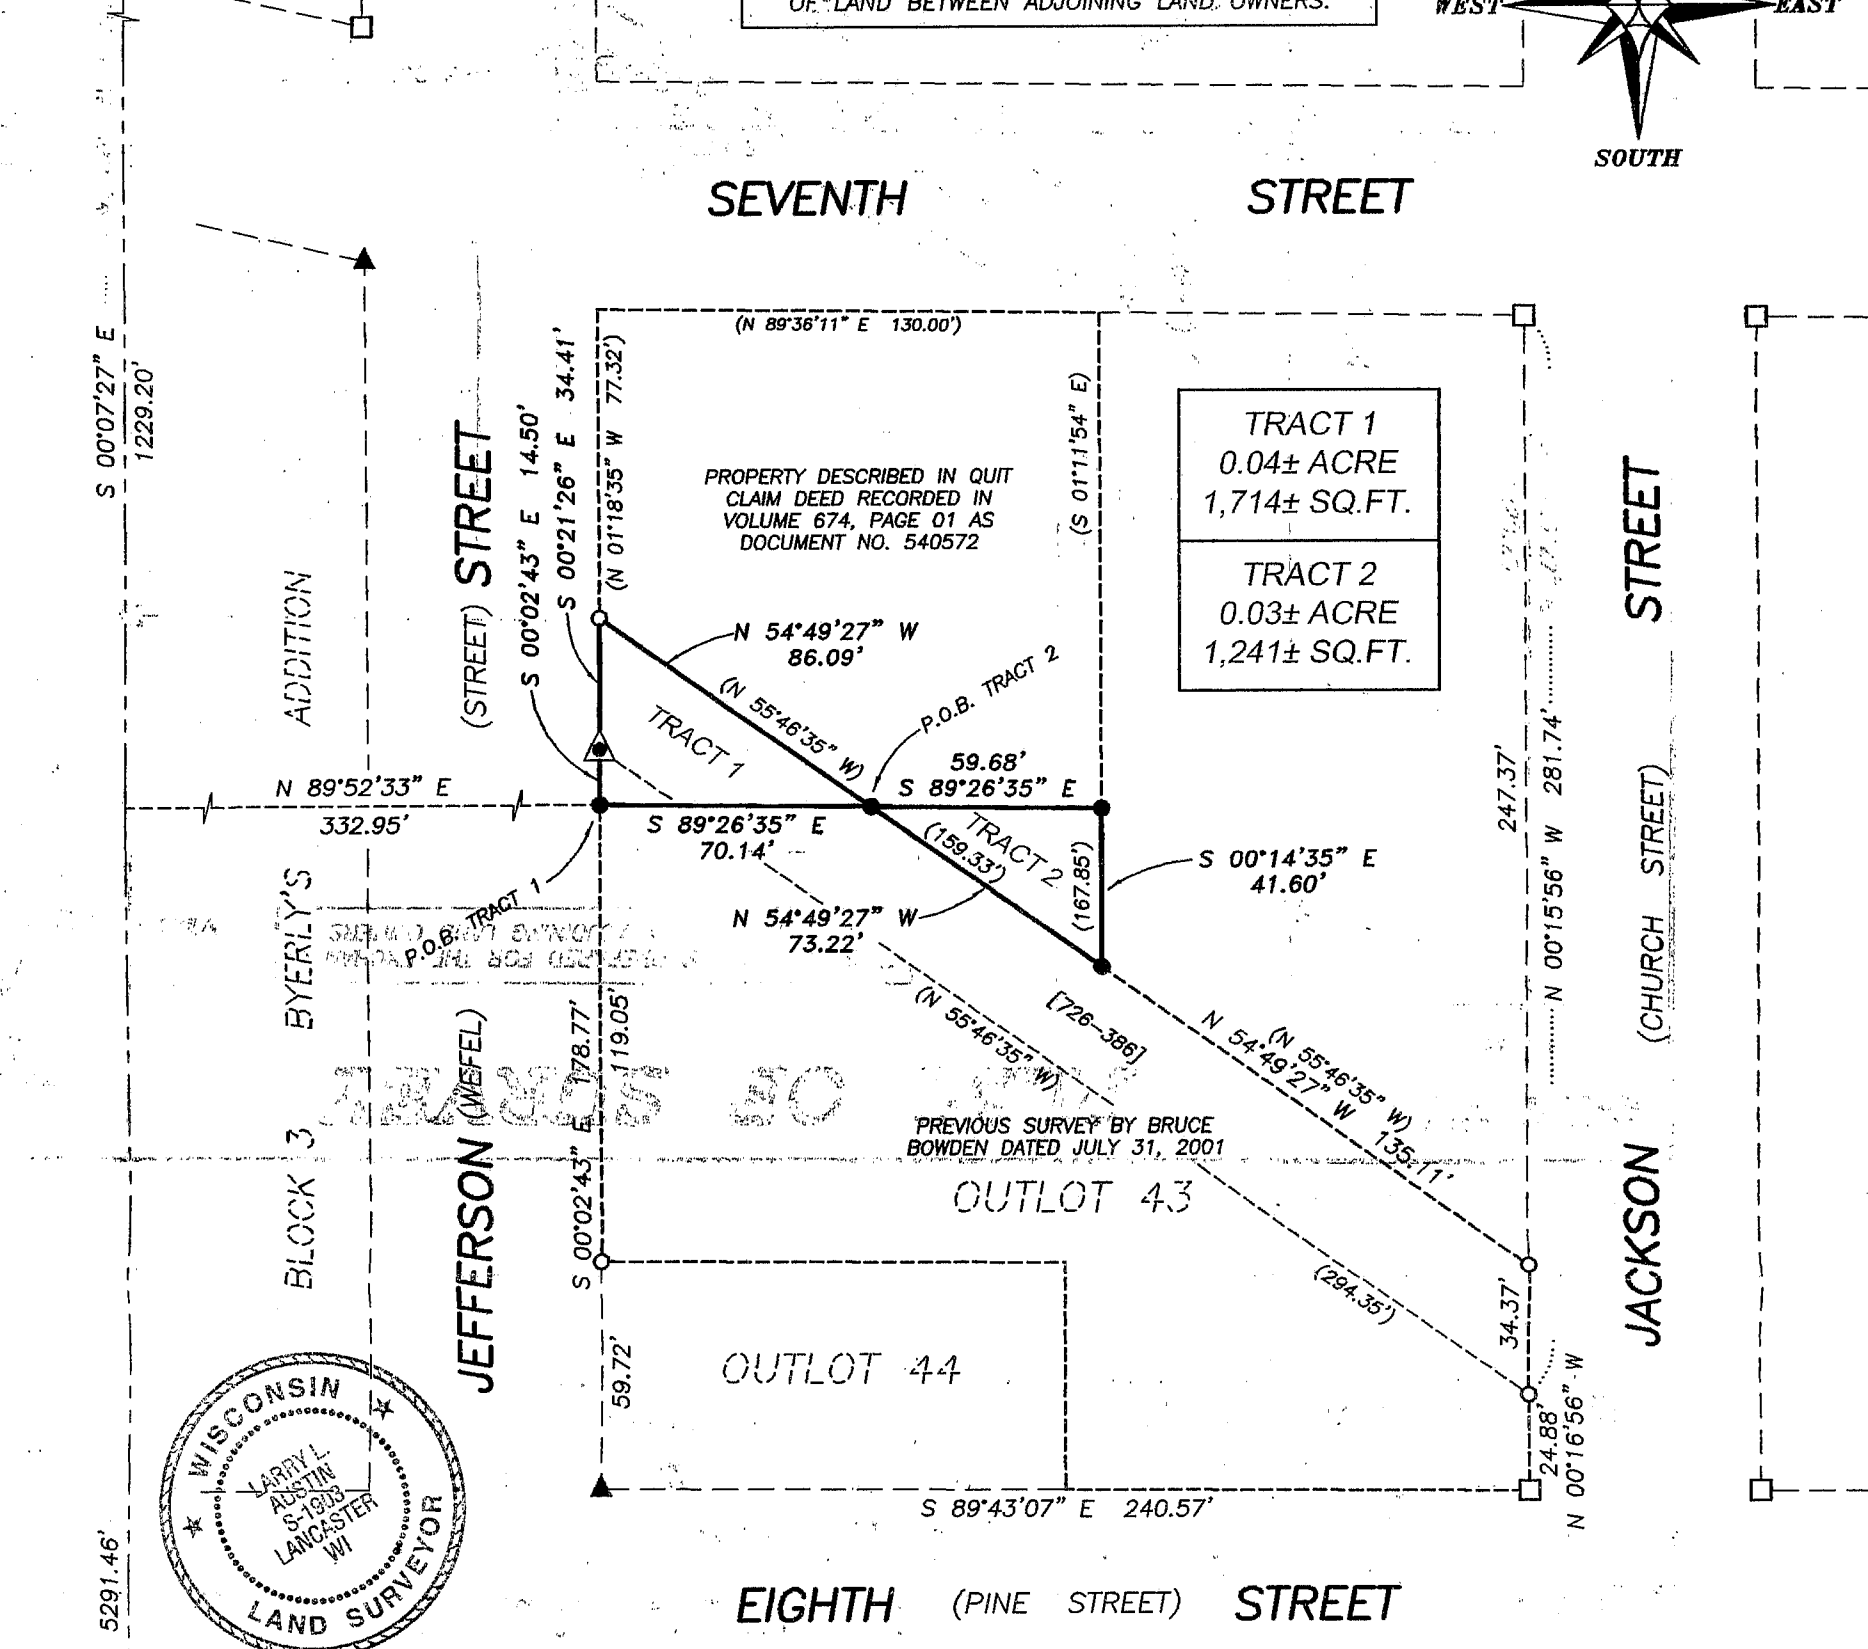 OF LAND BETWEEN ADJOINING LAND OWNERS.
WEST
EAST
SOUTH
SEVENTH STREET
S 00°07'27" E
1229.20'
(N 89°36'11" E 130.00')
S 00°02'43" E 14.50'
S 00°21'26" E 34.41'
(N 01°18'35" W 77.32')
(S 01°11'54" E)
PROPERTY DESCRIBED IN QUIT
CLAIM DEED RECORDED IN
VOLUME 674, PAGE 01 AS
DOCUMENT NO. 540572
TRACT 1
0.04± ACRE
1,714± SQ.FT.
TRACT 2
0.03± ACRE
1,241± SQ.FT.
N 54°49'27" W
86.09'
(N 55°46'35" W)
P.O.B. TRACT 2
TRACT 1
59.68'
S 89°26'35" E
N 89°52'33" E
332.95'
S 89°26'35" E
70.14'
TRACT 2
(159.33')
(167.85')
S 00°14'35" E
41.60'
P.O.B. TRACT 1
N 54°49'27" W
73.22'
247.37'
N 00°15'56" W 281.74'
JACKSON STREET
(CHURCH STREET)
JEFFERSON STREET
(WEFEL) (STREET)
BLOCK 3 BYERLY'S ADDITION
S 00°02'43" E 178.77'
119.05'
(N 55°46'35" W)
[726-386]
(N 55°46'35" W)
N 54°49'27" W 135.11'
PREVIOUS SURVEY BY BRUCE
BOWDEN DATED JULY 31, 2001
OUTLOT 43
(294.35')
34.37'
OUTLOT 44
59.72'
24.88'
N 00°16'56" W
S 89°43'07" E 240.57'
WISCONSIN
LARRY L.
AUSTIN
S-1903
LANCASTER
WI
LAND SURVEYOR
5291.46'
EIGHTH (PINE STREET) STREET